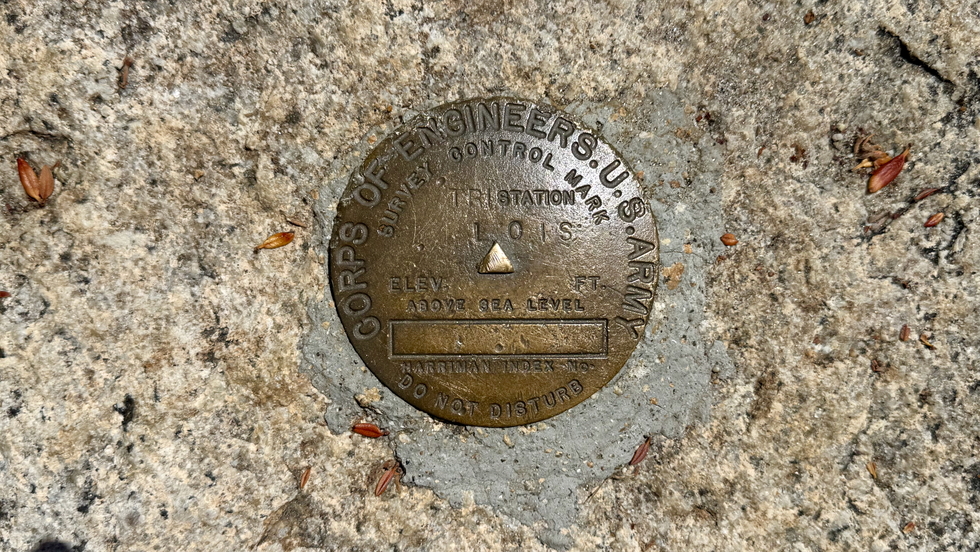 CORPS OF ENGINEERS. U.S. ARMY
SURVEY CONTROL MARK
TRI STATION
LOIS
ELEV. FT.
ABOVE SEA LEVEL
HARRIMAN INDEX NO.
DO NOT DISTURB